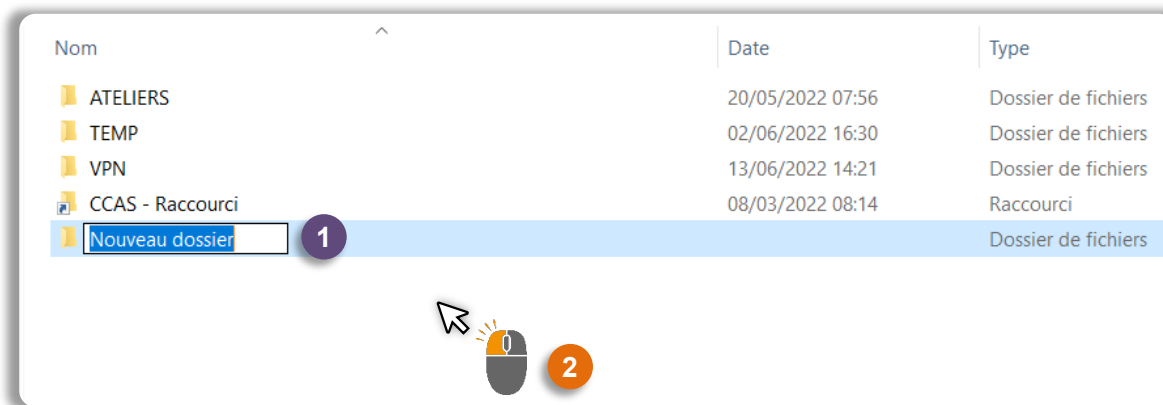 Nom Date Type
ATELIERS 20/05/2022 07:56 Dossier de fichiers
TEMP 02/06/2022 16:30 Dossier de fichiers
VPN 13/06/2022 14:21 Dossier de fichiers
CCAS - Raccourci 08/03/2022 08:14 Raccourci
Nouveau dossier 1 Dossier de fichiers
2